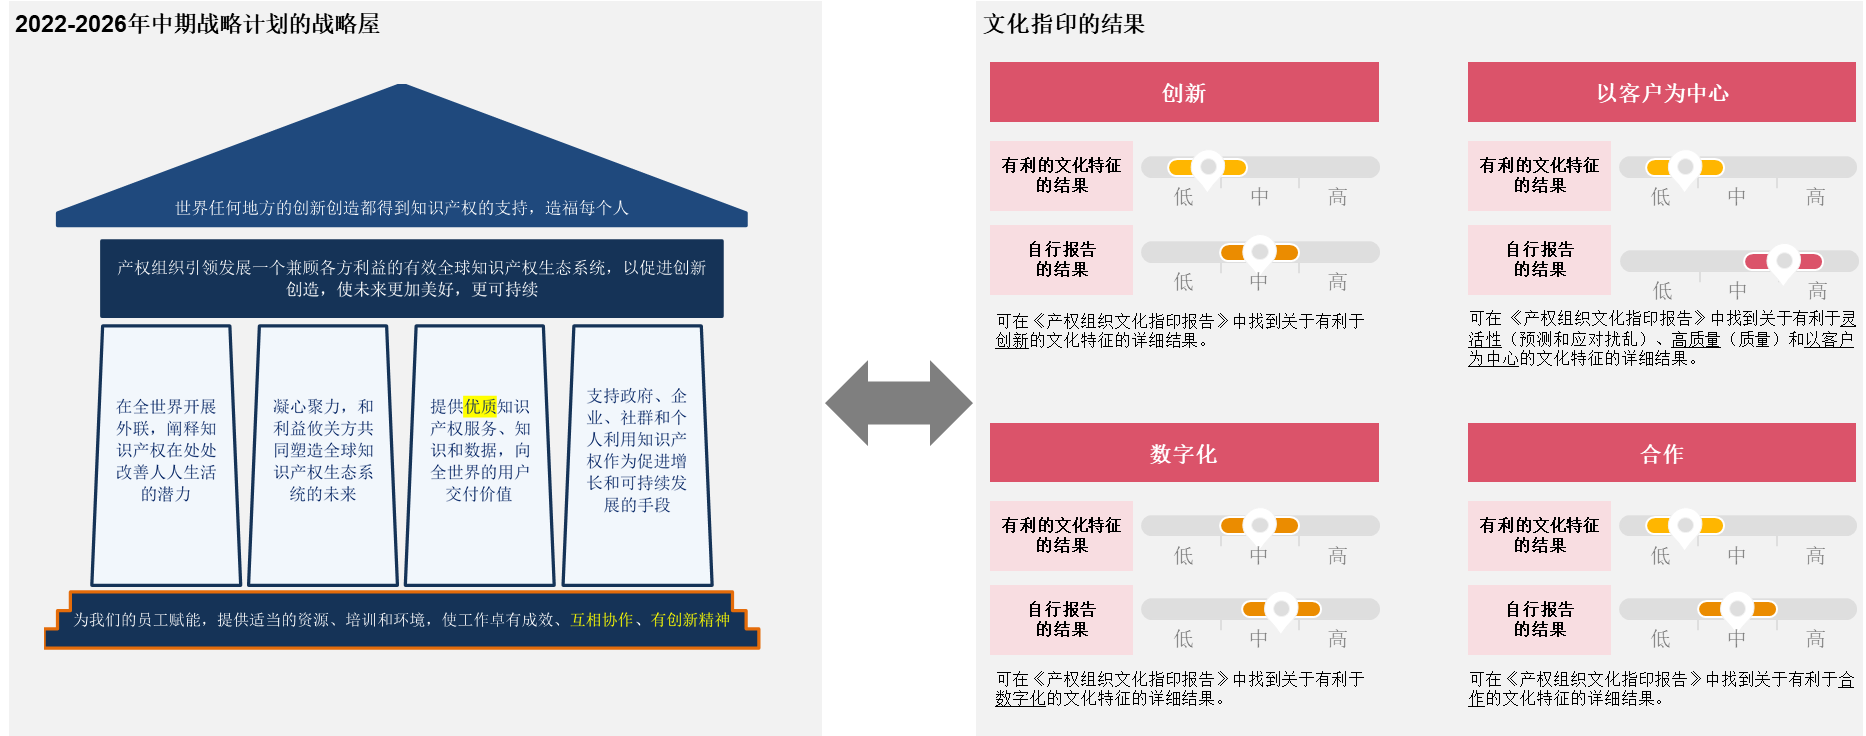 2022-2026年中期战略计划的战略屋
世界任何地方的创新创造都得到知识产权的支持，造福每个人
产权组织引领发展一个兼顾各方利益的有效全球知识产权生态系统，以促进创新
创造，使未来更加美好，更可持续
在全世界开展
外联，阐释知
识产权在处处
改善人人生活
的潜力
凝心聚力，和
利益攸关方共
同塑造全球知
识产权生态系
统的未来
提供优质知识
产权服务、知
识和数据，向
全世界的用户
交付价值
支持政府、企
业、社群和个
人利用知识产
权作为促进增
长和可持续发
展的手段
为我们的员工赋能，提供适当的资源、培训和环境，使工作卓有成效、互相协作、有创新精神
文化指印的结果
创新
有利的文化特征
的结果
低 中 高
自行报告
的结果
低 中 高
可在《产权组织文化指印报告》中找到关于有利于
创新的文化特征的详细结果。
以客户为中心
有利的文化特征
的结果
低 中 高
自行报告
的结果
低 中 高
可在《产权组织文化指印报告》中找到关于有利于灵
活性（预测和应对扰乱）、高质量（质量）和以客户
为中心的文化特征的详细结果。
数字化
有利的文化特征
的结果
低 中 高
自行报告
的结果
低 中 高
可在《产权组织文化指印报告》中找到关于有利于
数字化的文化特征的详细结果。
合作
有利的文化特征
的结果
低 中 高
自行报告
的结果
低 中 高
可在《产权组织文化指印报告》中找到关于有利于合
作的文化特征的详细结果。